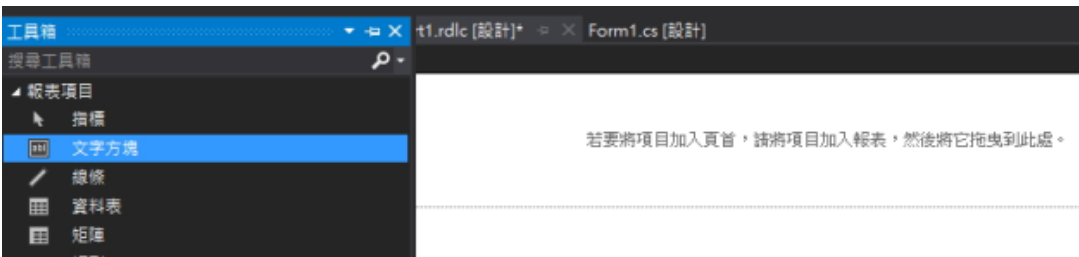 工具箱
t1.rdlc [設計]*
Form1.cs [設計]
搜尋工具箱
報表項目
指標
文字方塊
若要將項目加入頁首，請將項目加入報表，然後將它拖曳到此處。
線條
資料表
矩陣